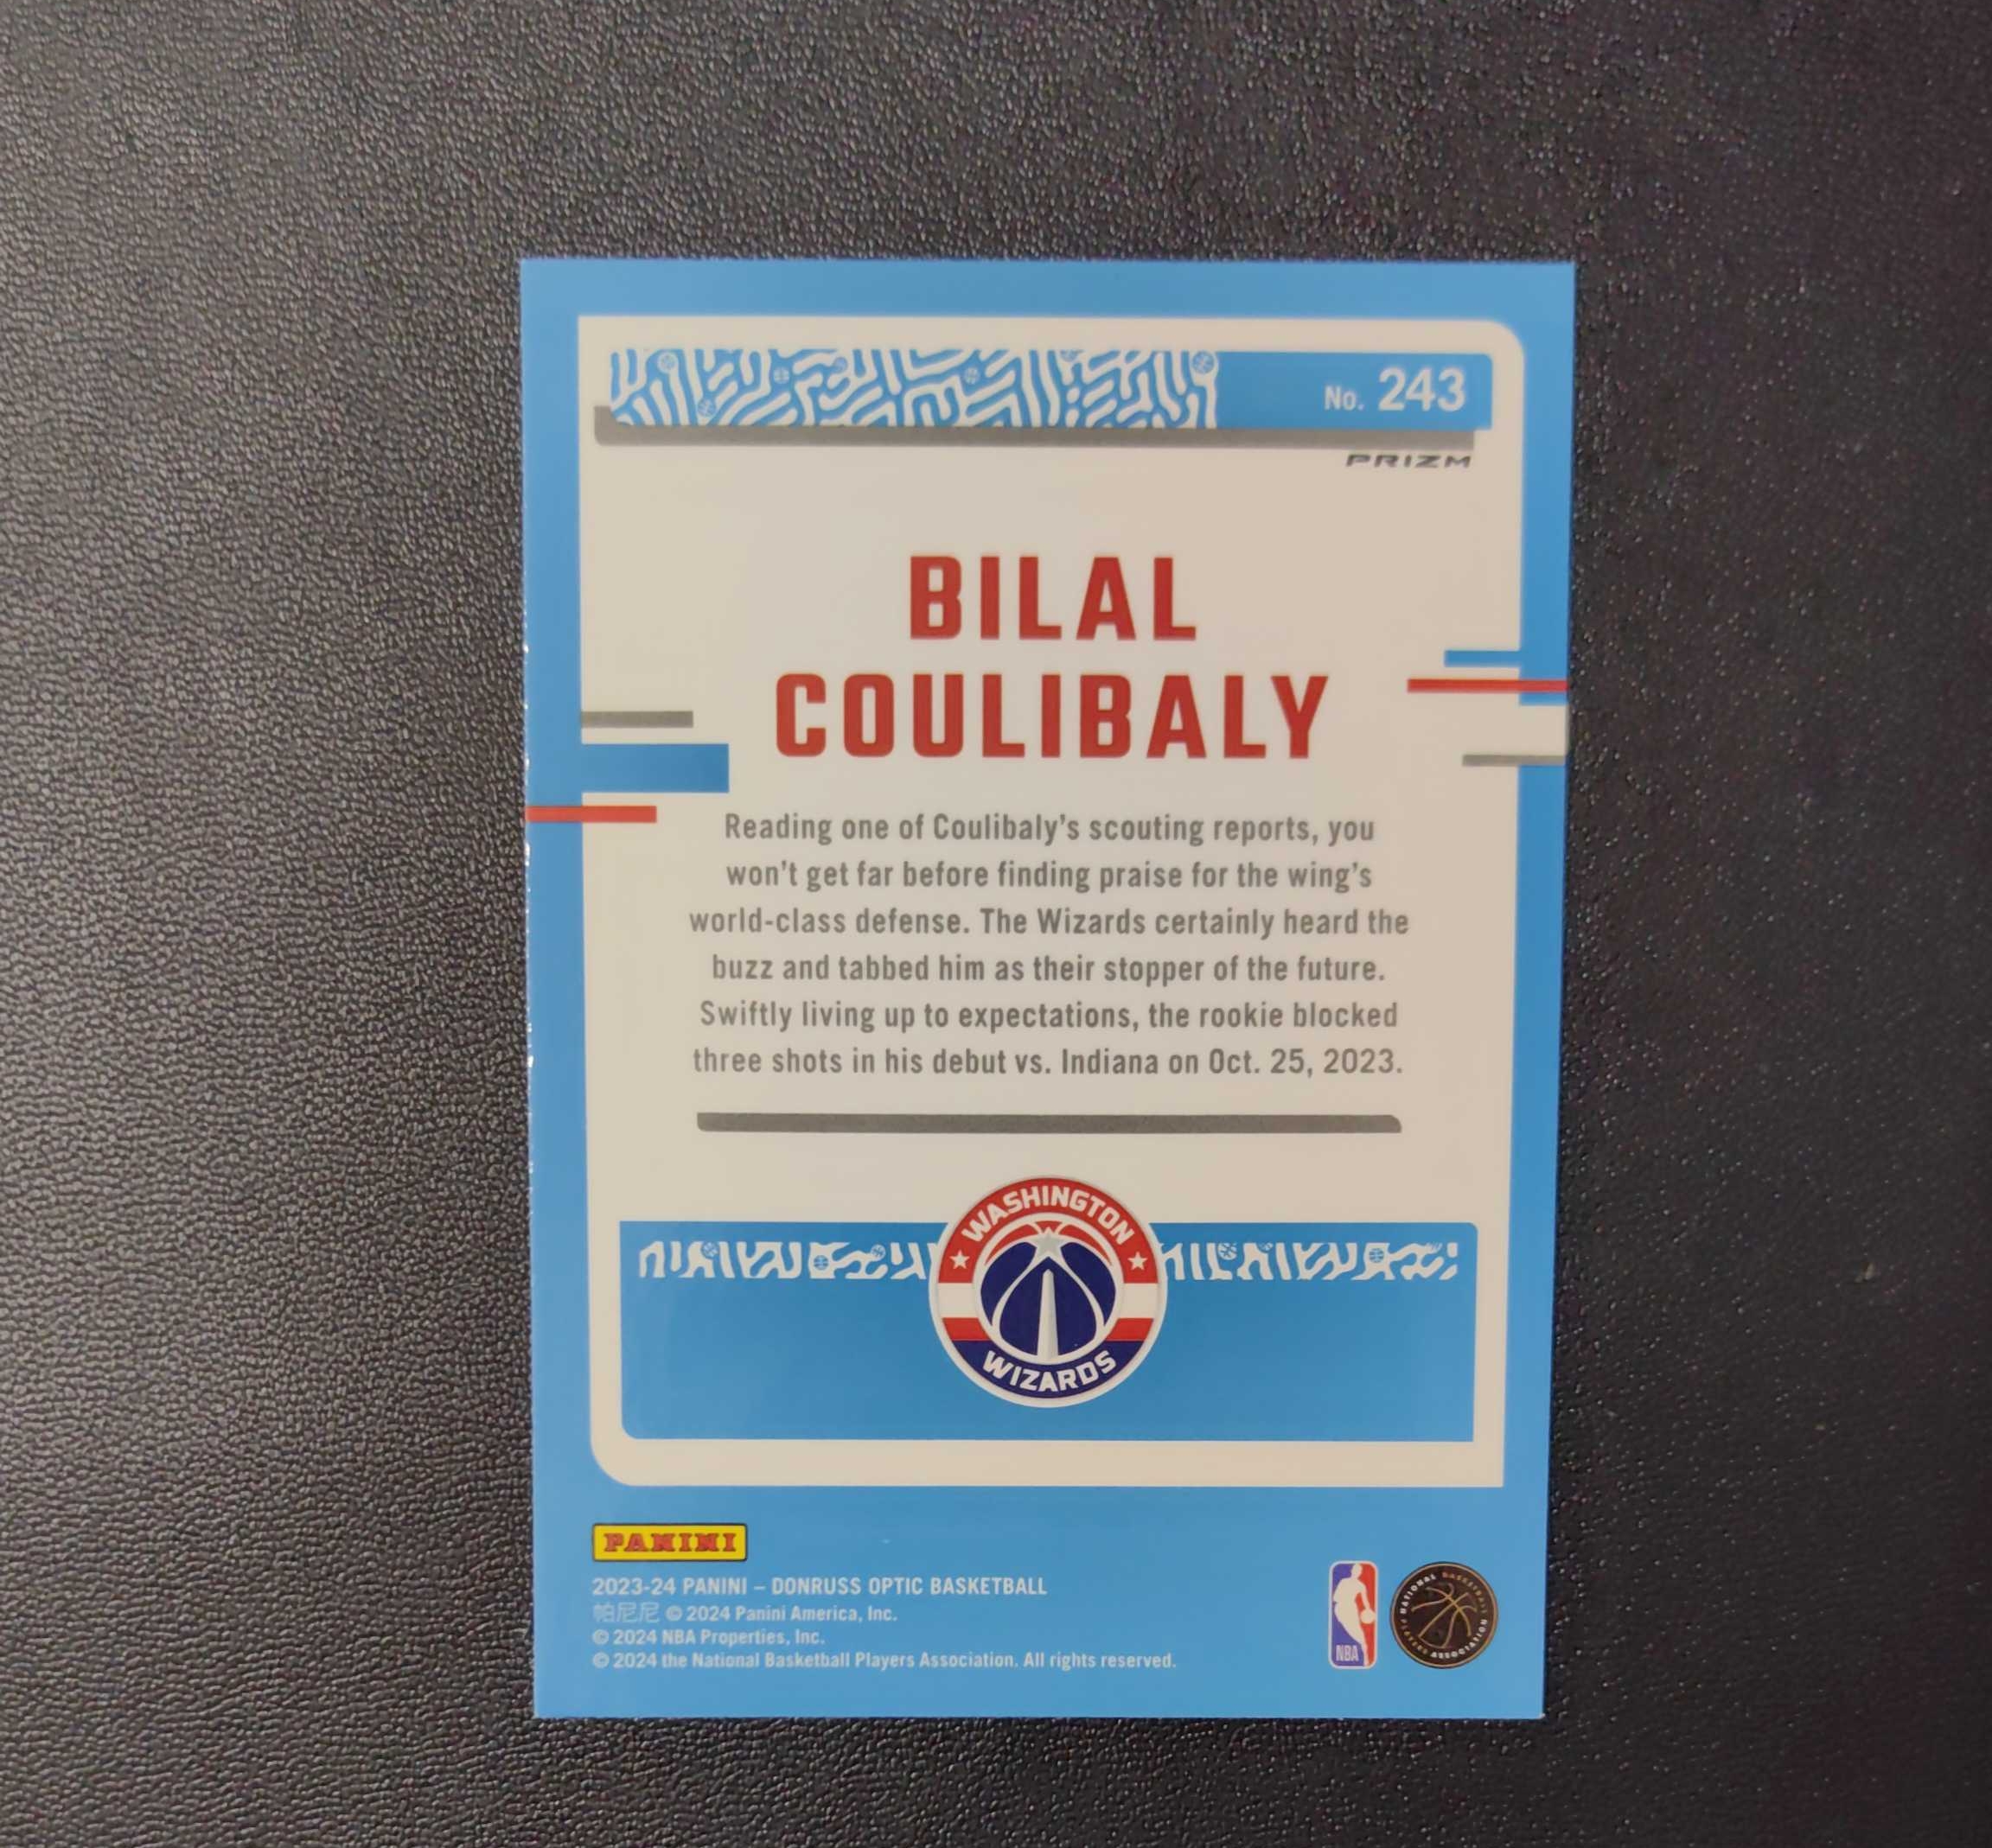 No. 243
PRIZM
BILAL
COULIBALY
Reading one of Coulibaly's scouting reports, you
won't get far before finding praise for the wing's
world-class defense. The Wizards certainly heard the
buzz and tabbed him as their stopper of the future.
Swiftly living up to expectations, the rookie blocked
three shots in his debut vs. Indiana on Oct. 25, 2023.
WASHINGTON
WIZARDS
PANINI
2023-24 PANINI – DONRUSS OPTIC BASKETBALL
帕尼尼 © 2024 Panini America, Inc.
© 2024 NBA Properties, Inc.
© 2024 the National Basketball Players Association. All rights reserved.
NBA
NATIONAL BASKETBALL
PLAYERS ASSOCIATION